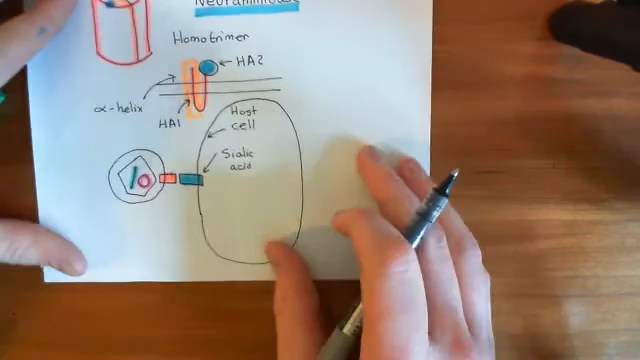 Neuraminidase
Homotrimer
HA2
α-helix
HA1
Host
cell
Sialic
acid